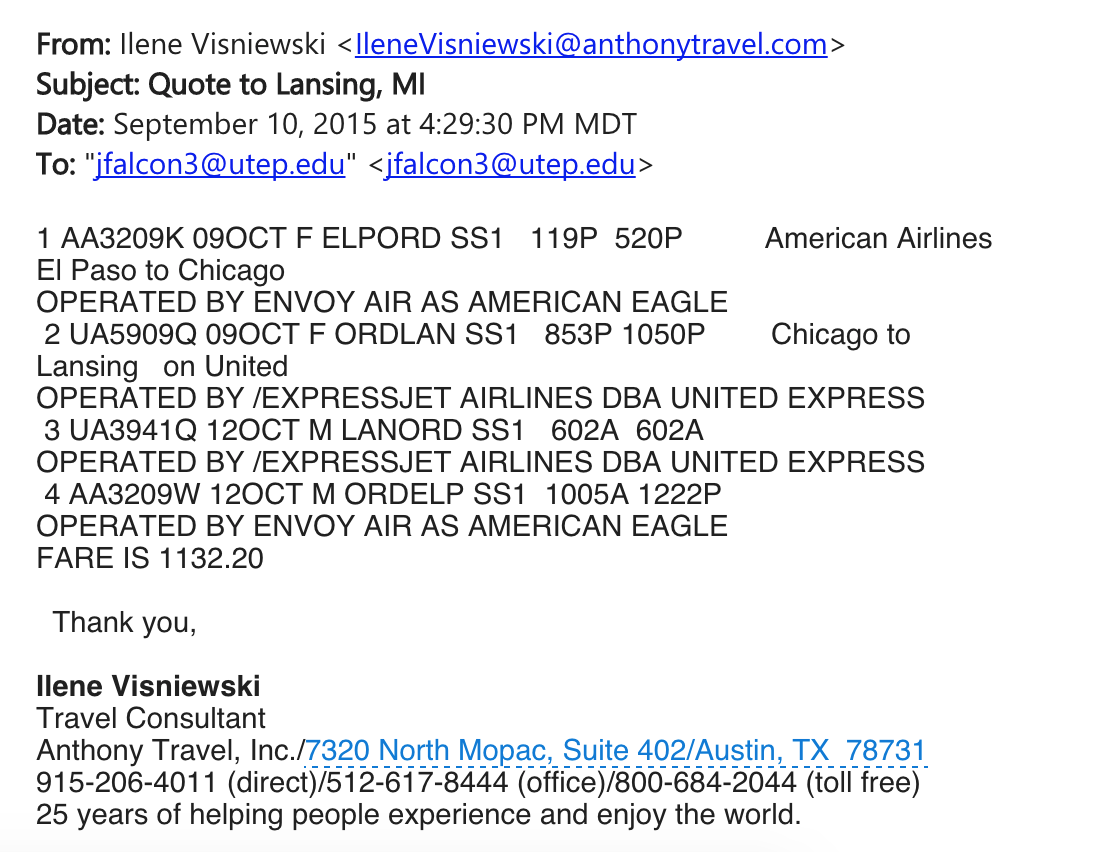 From: Ilene Visniewski <IleneVisniewski@anthonytravel.com>
Subject: Quote to Lansing, MI
Date: September 10, 2015 at 4:29:30 PM MDT
To: "jfalcon3@utep.edu" <jfalcon3@utep.edu>
1 AA3209K 09OCT F ELPORD SS1 119P 520P American Airlines
El Paso to Chicago
OPERATED BY ENVOY AIR AS AMERICAN EAGLE
2 UA5909Q 09OCT F ORDLAN SS1 853P 1050P Chicago to
Lansing on United
OPERATED BY /EXPRESSJET AIRLINES DBA UNITED EXPRESS
3 UA3941Q 12OCT M LANORD SS1 602A 602A
OPERATED BY /EXPRESSJET AIRLINES DBA UNITED EXPRESS
4 AA3209W 12OCT M ORDELP SS1 1005A 1222P
OPERATED BY ENVOY AIR AS AMERICAN EAGLE
FARE IS 1132.20
Thank you,
Ilene Visniewski
Travel Consultant
Anthony Travel, Inc./7320 North Mopac, Suite 402/Austin, TX 78731
915-206-4011 (direct)/512-617-8444 (office)/800-684-2044 (toll free)
25 years of helping people experience and enjoy the world.